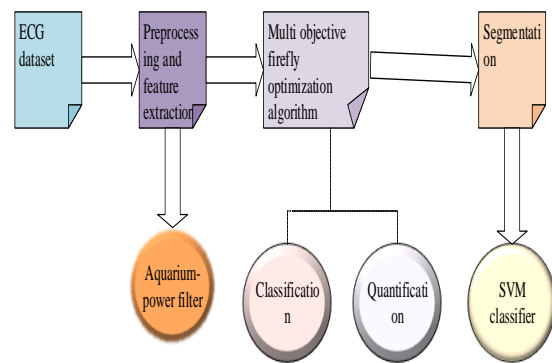 ECG
dataset
Preprocess
ing and
feature
extraction
Multi objective
firefly
optimization
algorithm
Segmentati
on
Aquarium-
power filter
Classificatio
n
Quantificati
on
SVM
classifier